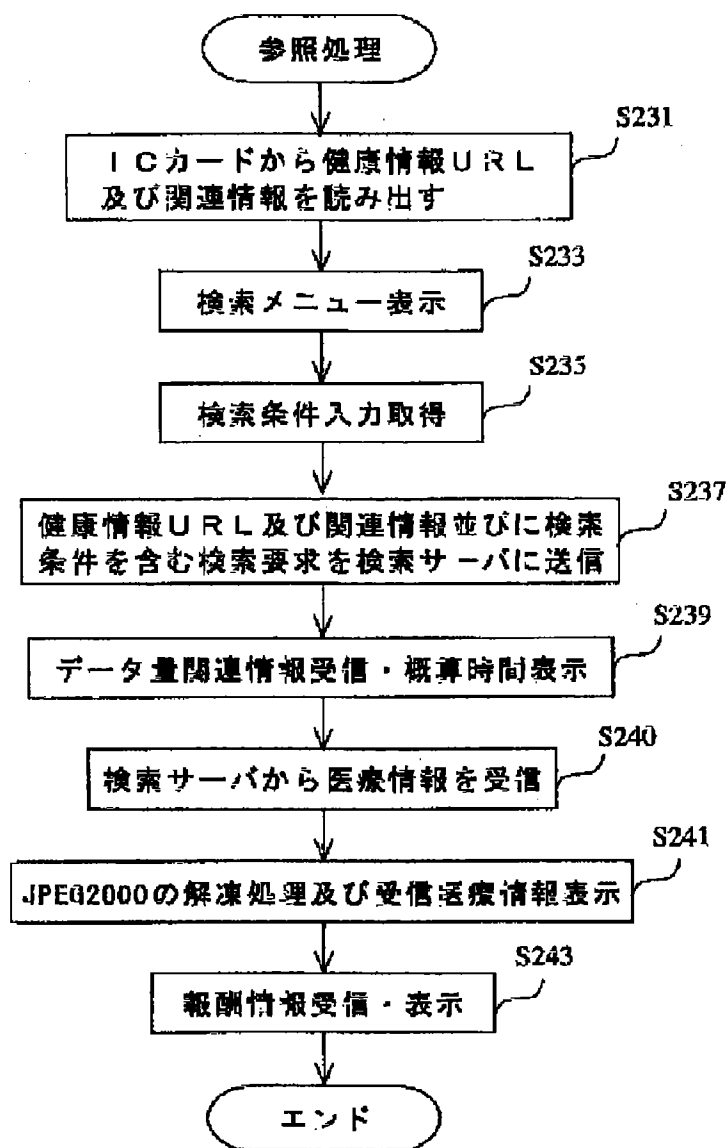 参照処理
S231
ＩＣカードから健康情報ＵＲＬ
及び関連情報を読み出す
S233
検索メニュー表示
S235
検索条件入力取得
S237
健康情報ＵＲＬ及び関連情報並びに検索
条件を含む検索要求を検索サーバに送信
S239
データ量関連情報受信・概算時間表示
S240
検索サーバから医療情報を受信
S241
JPEG2000の解凍処理及び受信医療情報表示
S243
報酬情報受信・表示
エンド